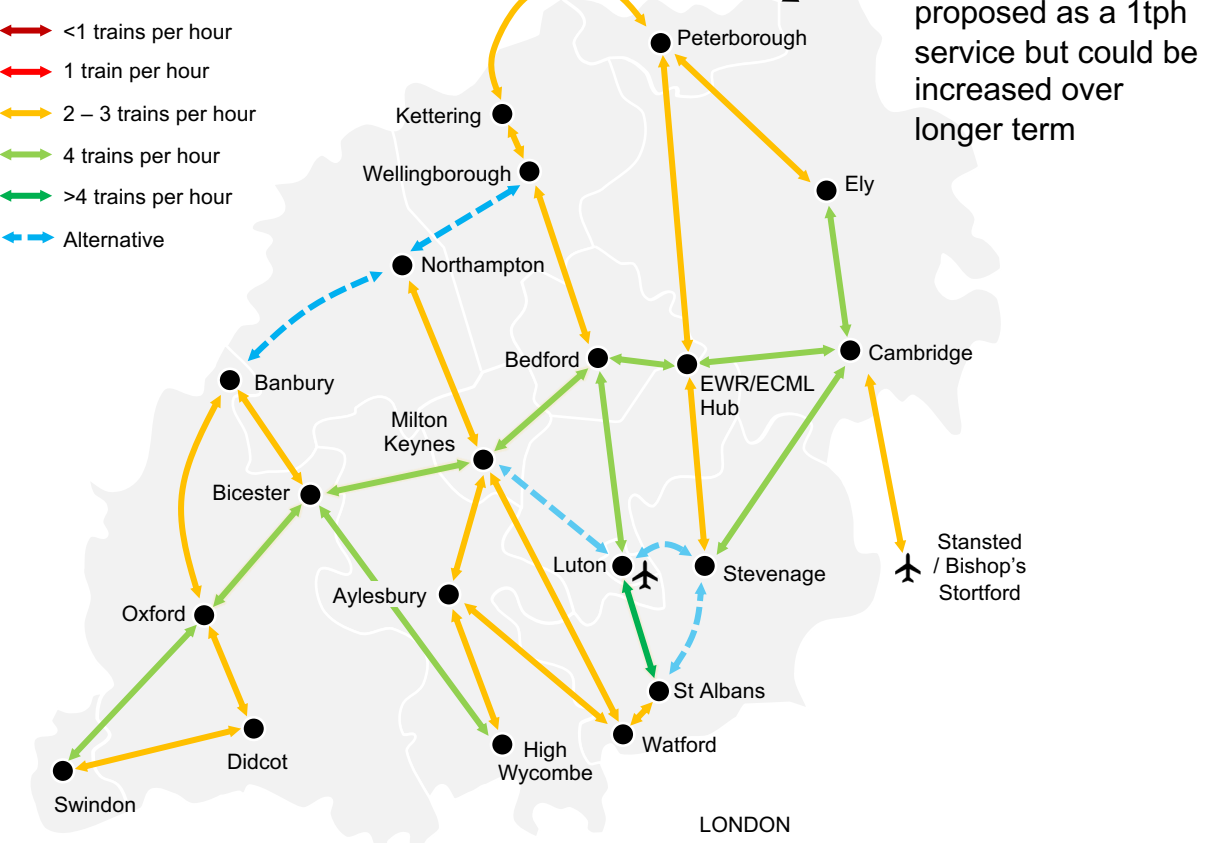 proposed as a 1tph
service but could be
increased over
longer term
<1 trains per hour
1 train per hour
2 – 3 trains per hour
4 trains per hour
>4 trains per hour
Alternative
Peterborough
Kettering
Wellingborough
Ely
Northampton
Bedford
Cambridge
EWR/ECML
Hub
Banbury
Milton
Keynes
Bicester
Luton
Stevenage
Stansted
/ Bishop's
Stortford
Aylesbury
Oxford
St Albans
Watford
High
Wycombe
Didcot
Swindon
LONDON